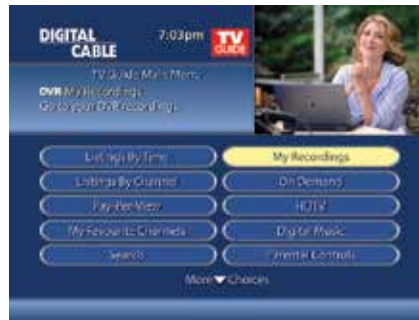 DIGITAL
CABLE
7:03pm
TV
GUIDE
TV Guide Main Menu
DVR My Recordings
Go to your DVR recordings.
Listings By Time
My Recordings
Listings By Channel
On Demand
Pay-Per-View
HDTV
My Favourite Channels
Digital Music
Search
Parental Controls
More Choices